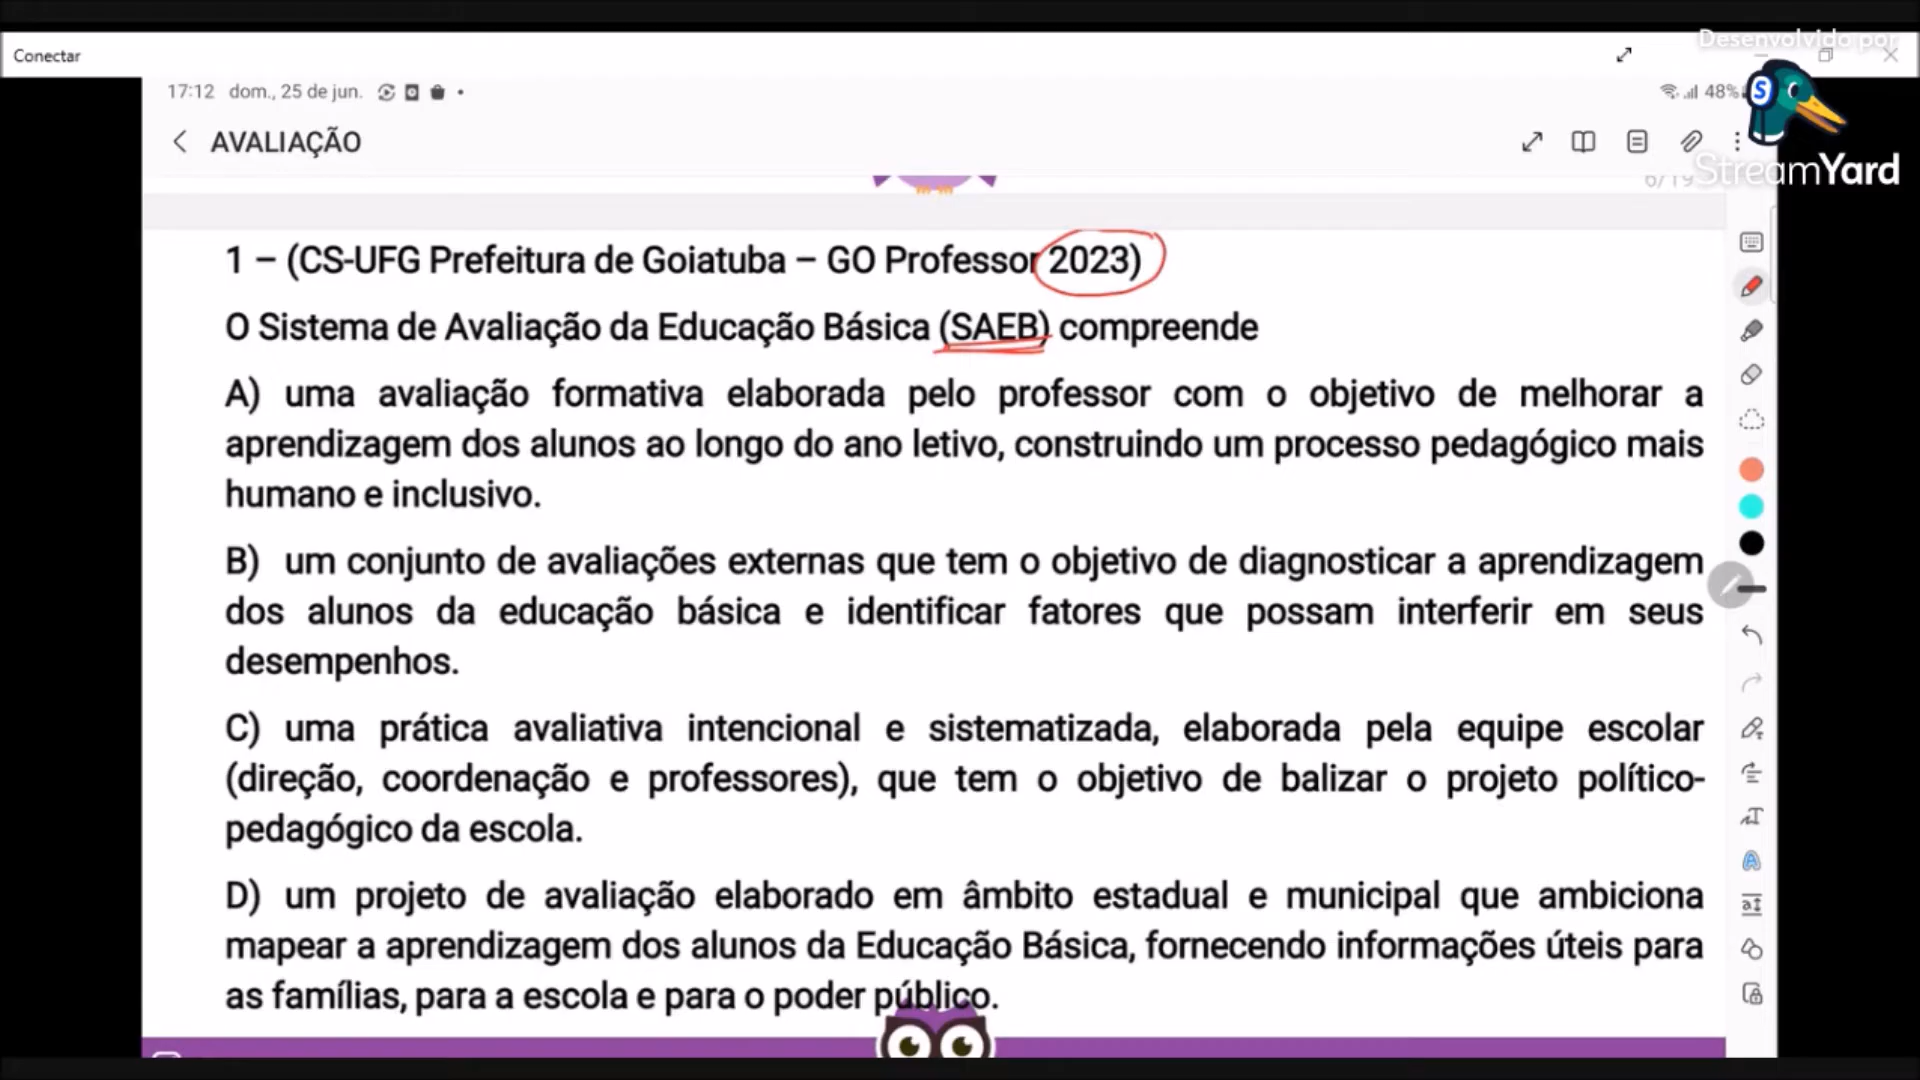 Desenvolvido por
Conectar
17:12 dom., 25 de jun.
48%
AVALIAÇÃO
StreamYard
6/19
1 – (CS-UFG Prefeitura de Goiatuba – GO Professor 2023)
O Sistema de Avaliação da Educação Básica (SAEB) compreende
A) uma avaliação formativa elaborada pelo professor com o objetivo de melhorar a
aprendizagem dos alunos ao longo do ano letivo, construindo um processo pedagógico mais
humano e inclusivo.
B) um conjunto de avaliações externas que tem o objetivo de diagnosticar a aprendizagem
dos alunos da educação básica e identificar fatores que possam interferir em seus
desempenhos.
C) uma prática avaliativa intencional e sistematizada, elaborada pela equipe escolar
(direção, coordenação e professores), que tem o objetivo de balizar o projeto político-
pedagógico da escola.
D) um projeto de avaliação elaborado em âmbito estadual e municipal que ambiciona
mapear a aprendizagem dos alunos da Educação Básica, fornecendo informações úteis para
as famílias, para a escola e para o poder público.